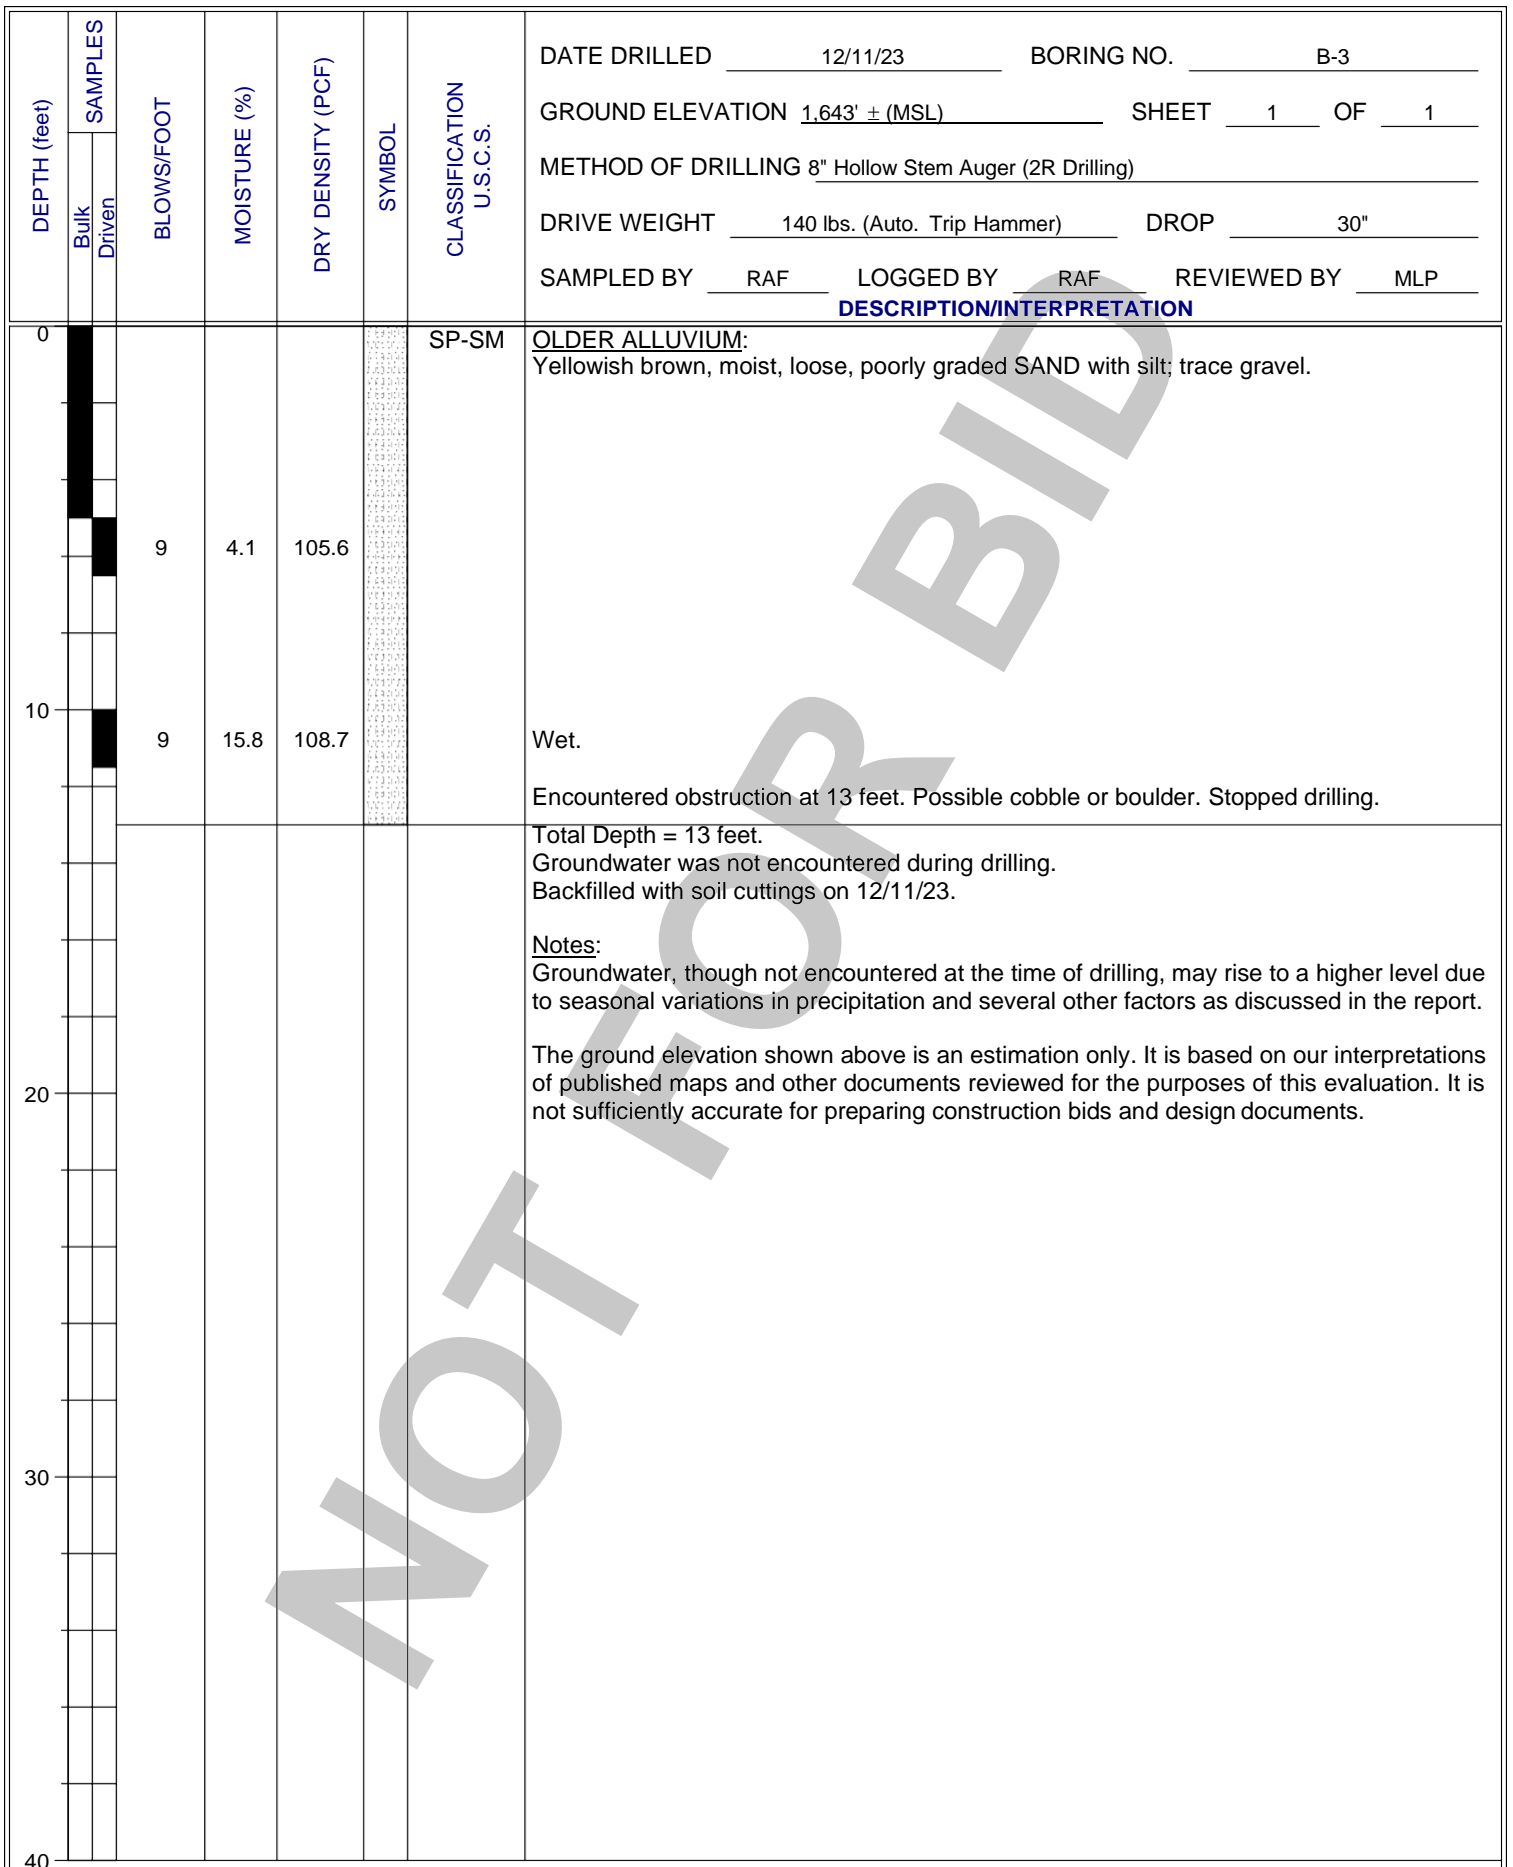 DEPTH (feet)
SAMPLES
Bulk
Driven
BLOWS/FOOT
MOISTURE (%)
DRY DENSITY (PCF)
SYMBOL
CLASSIFICATION
U.S.C.S.
DATE DRILLED 12/11/23 BORING NO. B-3
GROUND ELEVATION 1,643' ± (MSL) SHEET 1 OF 1
METHOD OF DRILLING 8" Hollow Stem Auger (2R Drilling)
DRIVE WEIGHT 140 lbs. (Auto. Trip Hammer) DROP 30"
SAMPLED BY RAF LOGGED BY RAF REVIEWED BY MLP
DESCRIPTION/INTERPRETATION
0 SP-SM OLDER ALLUVIUM:
Yellowish brown, moist, loose, poorly graded SAND with silt; trace gravel.
9 4.1 105.6
10
9 15.8 108.7 Wet.
Encountered obstruction at 13 feet. Possible cobble or boulder. Stopped drilling.
Total Depth = 13 feet.
Groundwater was not encountered during drilling.
Backfilled with soil cuttings on 12/11/23.
Notes:
Groundwater, though not encountered at the time of drilling, may rise to a higher level due
to seasonal variations in precipitation and several other factors as discussed in the report.
The ground elevation shown above is an estimation only. It is based on our interpretations
of published maps and other documents reviewed for the purposes of this evaluation. It is
not sufficiently accurate for preparing construction bids and design documents.
20
30
40
NOT FOR BID